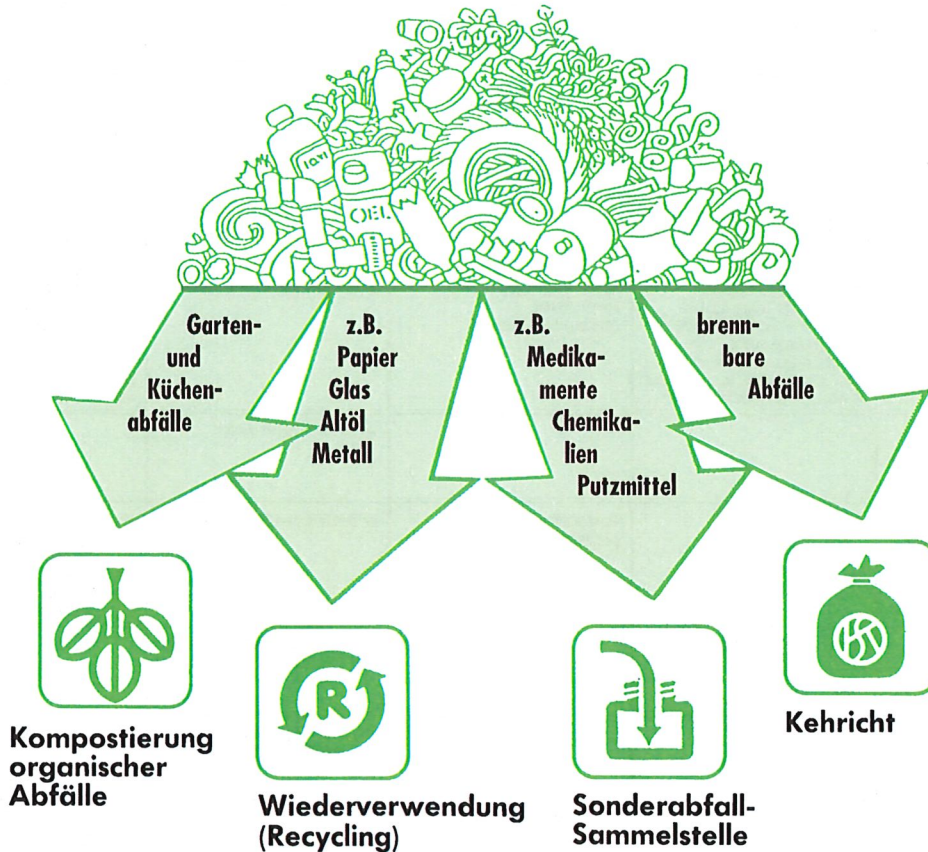 OEL
Garten-
und
Küchen-
abfälle
z.B.
Papier
Glas
Altöl
Metall
z.B.
Medika-
mente
Chemika-
lien
Putzmittel
brenn-
bare
Abfälle
Kompostierung
organischer
Abfälle
R
Wiederverwendung
(Recycling)
Sonderabfall-
Sammelstelle
Kehricht